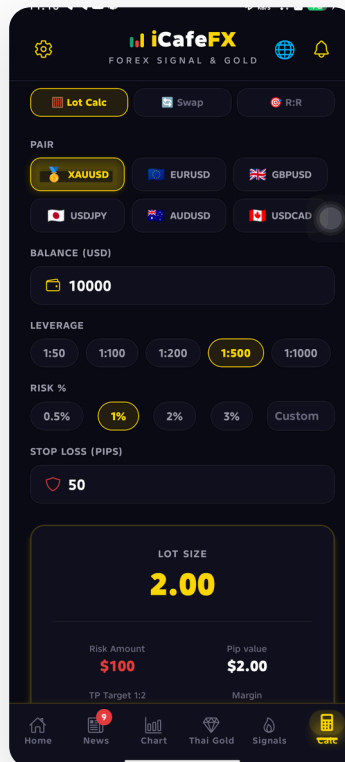 iCafeFX
FOREX SIGNAL & GOLD
Lot Calc Swap R:R
PAIR
XAUUSD EURUSD GBPUSD
USDJPY AUDUSD USDCAD
BALANCE (USD)
10000
LEVERAGE
1:50 1:100 1:200 1:500 1:1000
RISK %
0.5% 1% 2% 3% Custom
STOP LOSS (PIPS)
50
LOT SIZE
2.00
Risk Amount Pip value
$100 $2.00
TP Target 1:2 Margin
9
Home News Chart Thai Gold Signals Calc